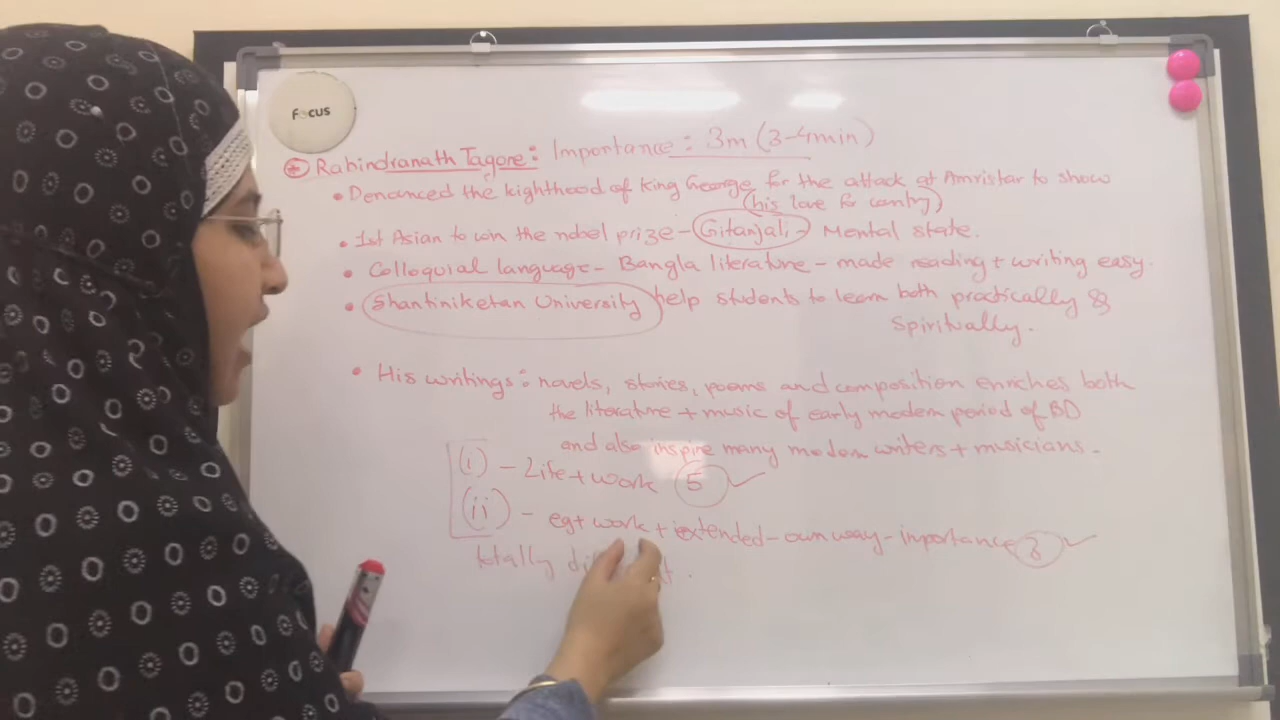 FOCUS
Rabindranath Tagore: Importance: 3m (3-4min)
• Denanced the kighthood of King George for the attack at Amristar to show
(his love for contry)
• 1st Asian to win the nobel prize - Gitanjali - Mental state.
• Colloquial language - Bangla literature - made reading + writing easy.
• Shantiniketan University help students to learn both practically &
Spiritually.
• His writings: novels, stories, poems and composition enriches both
the literature + music of early modern period of BD
and also inspire many modern writers + musicians.
(i) - Life + work 5 ✓
(ii) - eg + work + extended - own way - importance 3 ✓
totally